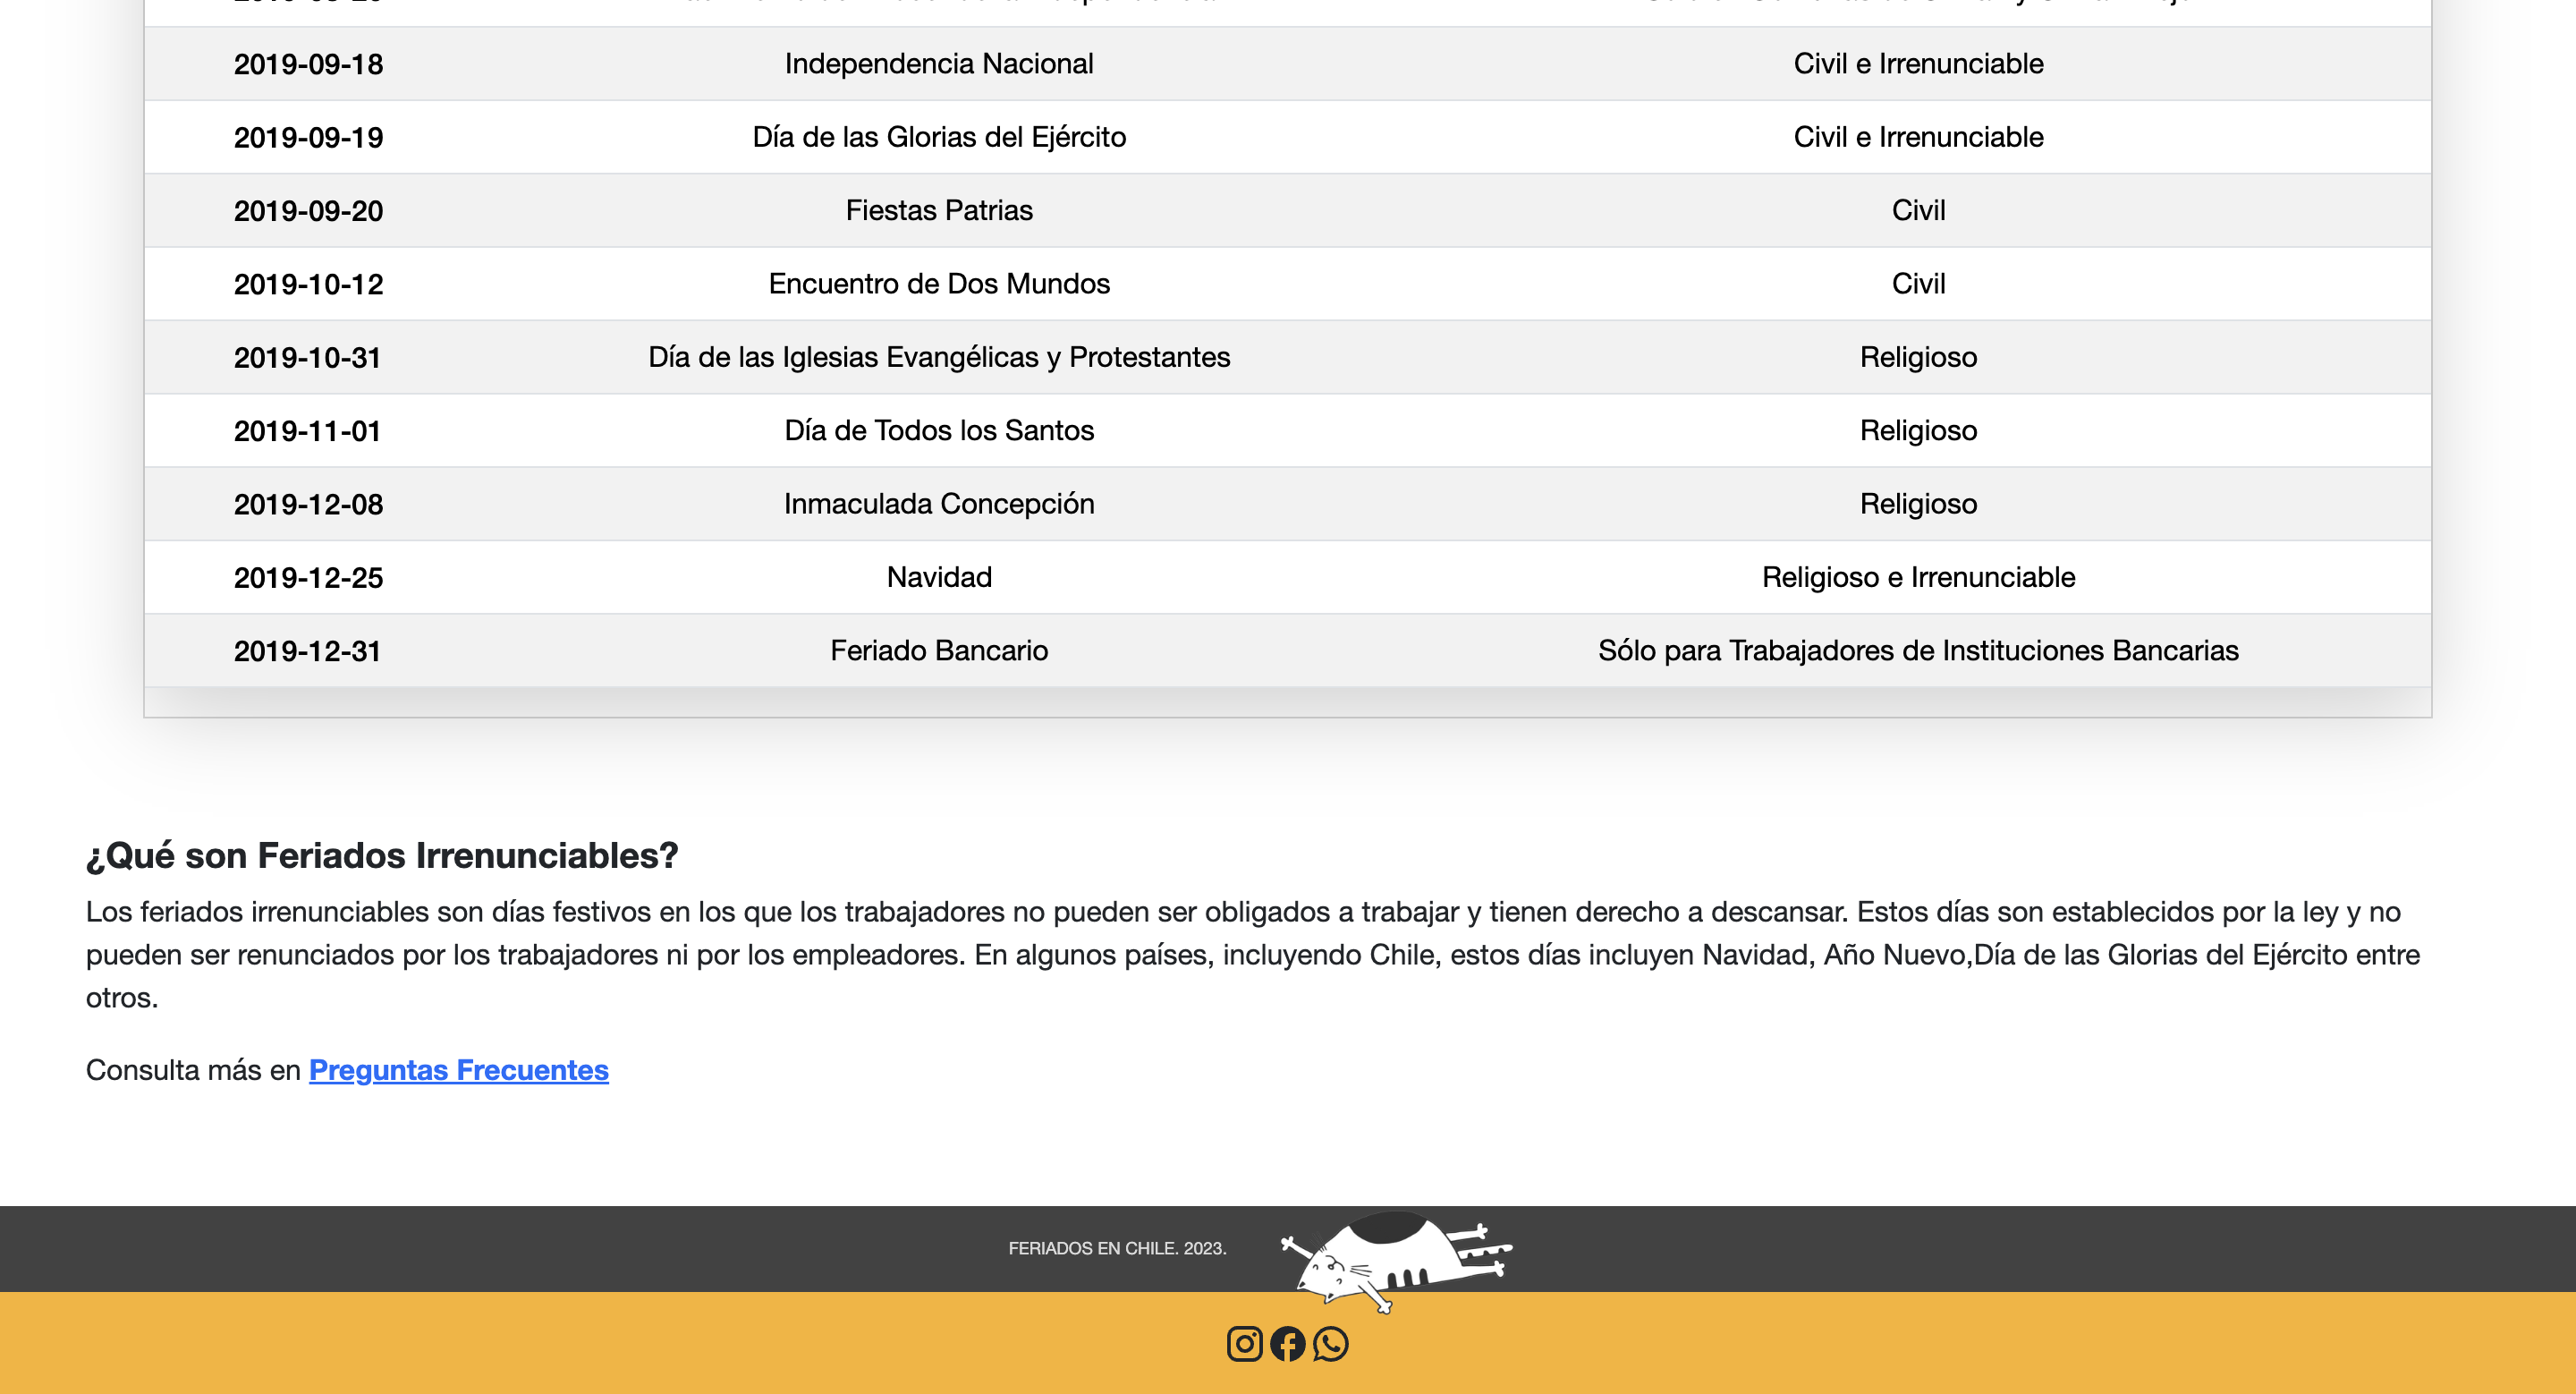 2019-09-18 Independencia Nacional Civil e Irrenunciable
2019-09-19 Día de las Glorias del Ejército Civil e Irrenunciable
2019-09-20 Fiestas Patrias Civil
2019-10-12 Encuentro de Dos Mundos Civil
2019-10-31 Día de las Iglesias Evangélicas y Protestantes Religioso
2019-11-01 Día de Todos los Santos Religioso
2019-12-08 Inmaculada Concepción Religioso
2019-12-25 Navidad Religioso e Irrenunciable
2019-12-31 Feriado Bancario Sólo para Trabajadores de Instituciones Bancarias
¿Qué son Feriados Irrenunciables?
Los feriados irrenunciables son días festivos en los que los trabajadores no pueden ser obligados a trabajar y tienen derecho a descansar. Estos días son establecidos por la ley y no
pueden ser renunciados por los trabajadores ni por los empleadores. En algunos países, incluyendo Chile, estos días incluyen Navidad, Año Nuevo,Día de las Glorias del Ejército entre
otros.
Consulta más en Preguntas Frecuentes
FERIADOS EN CHILE. 2023.